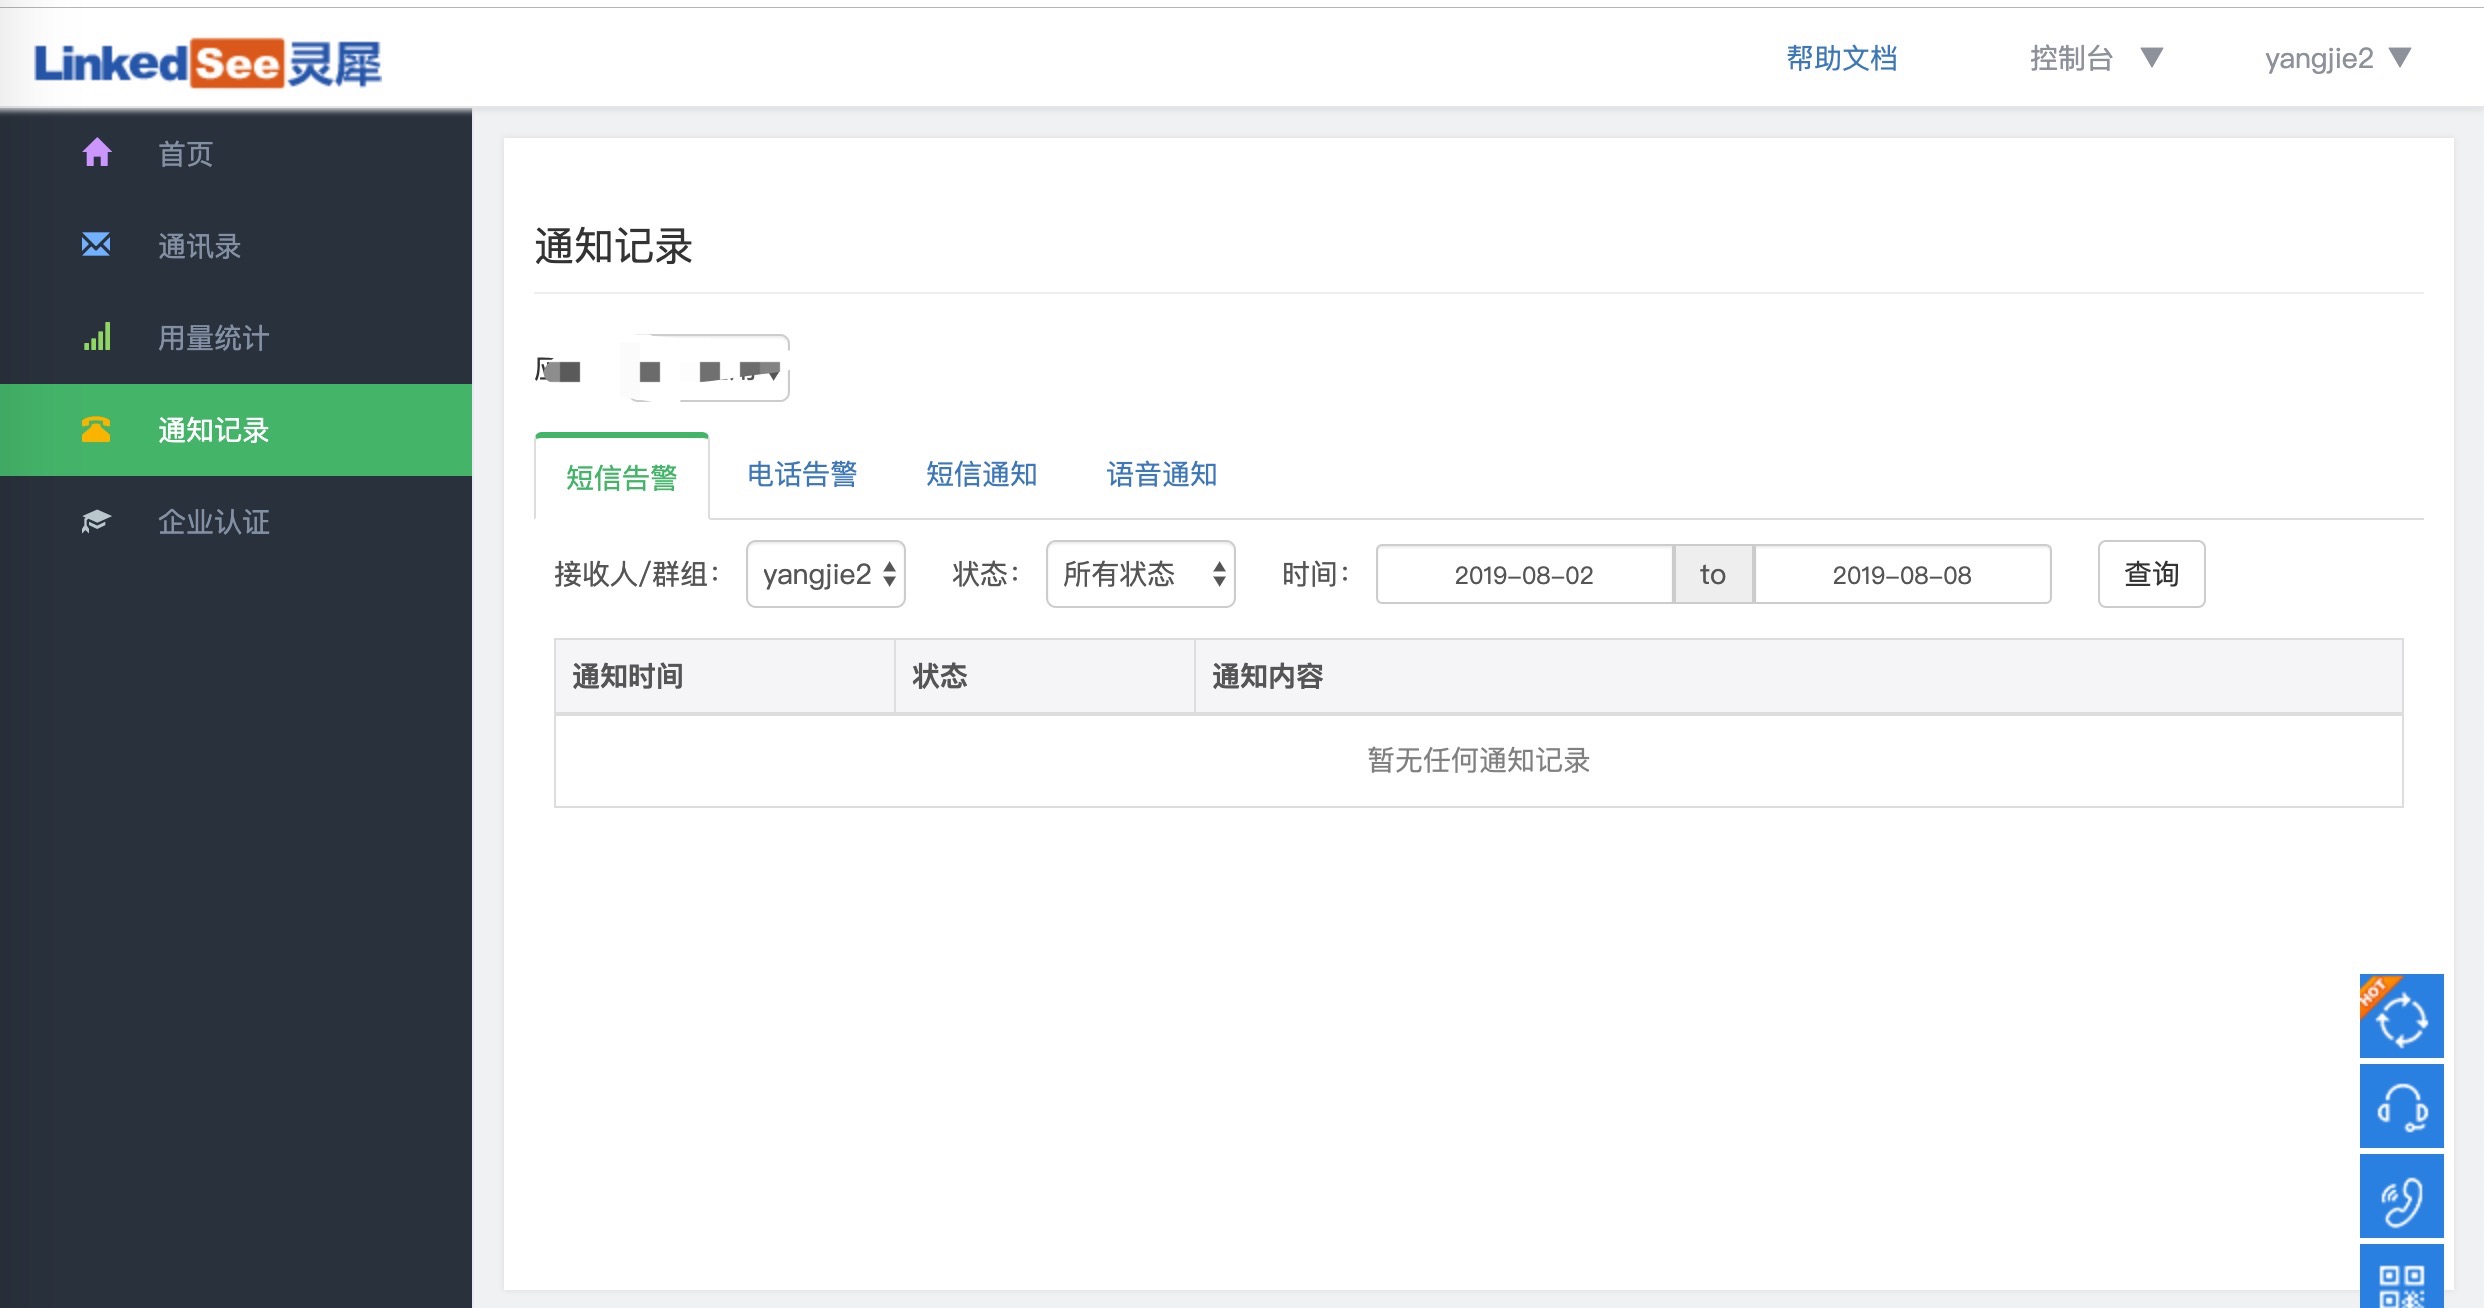 LinkedSee灵犀
帮助文档
控制台
yangjie2
首页
通讯录
用量统计
通知记录
企业认证
通知记录
短信告警
电话告警
短信通知
语音通知
接收人/群组：
yangjie2
状态：
所有状态
时间：
2019-08-02
to
2019-08-08
查询
通知时间
状态
通知内容
暂无任何通知记录
HOT